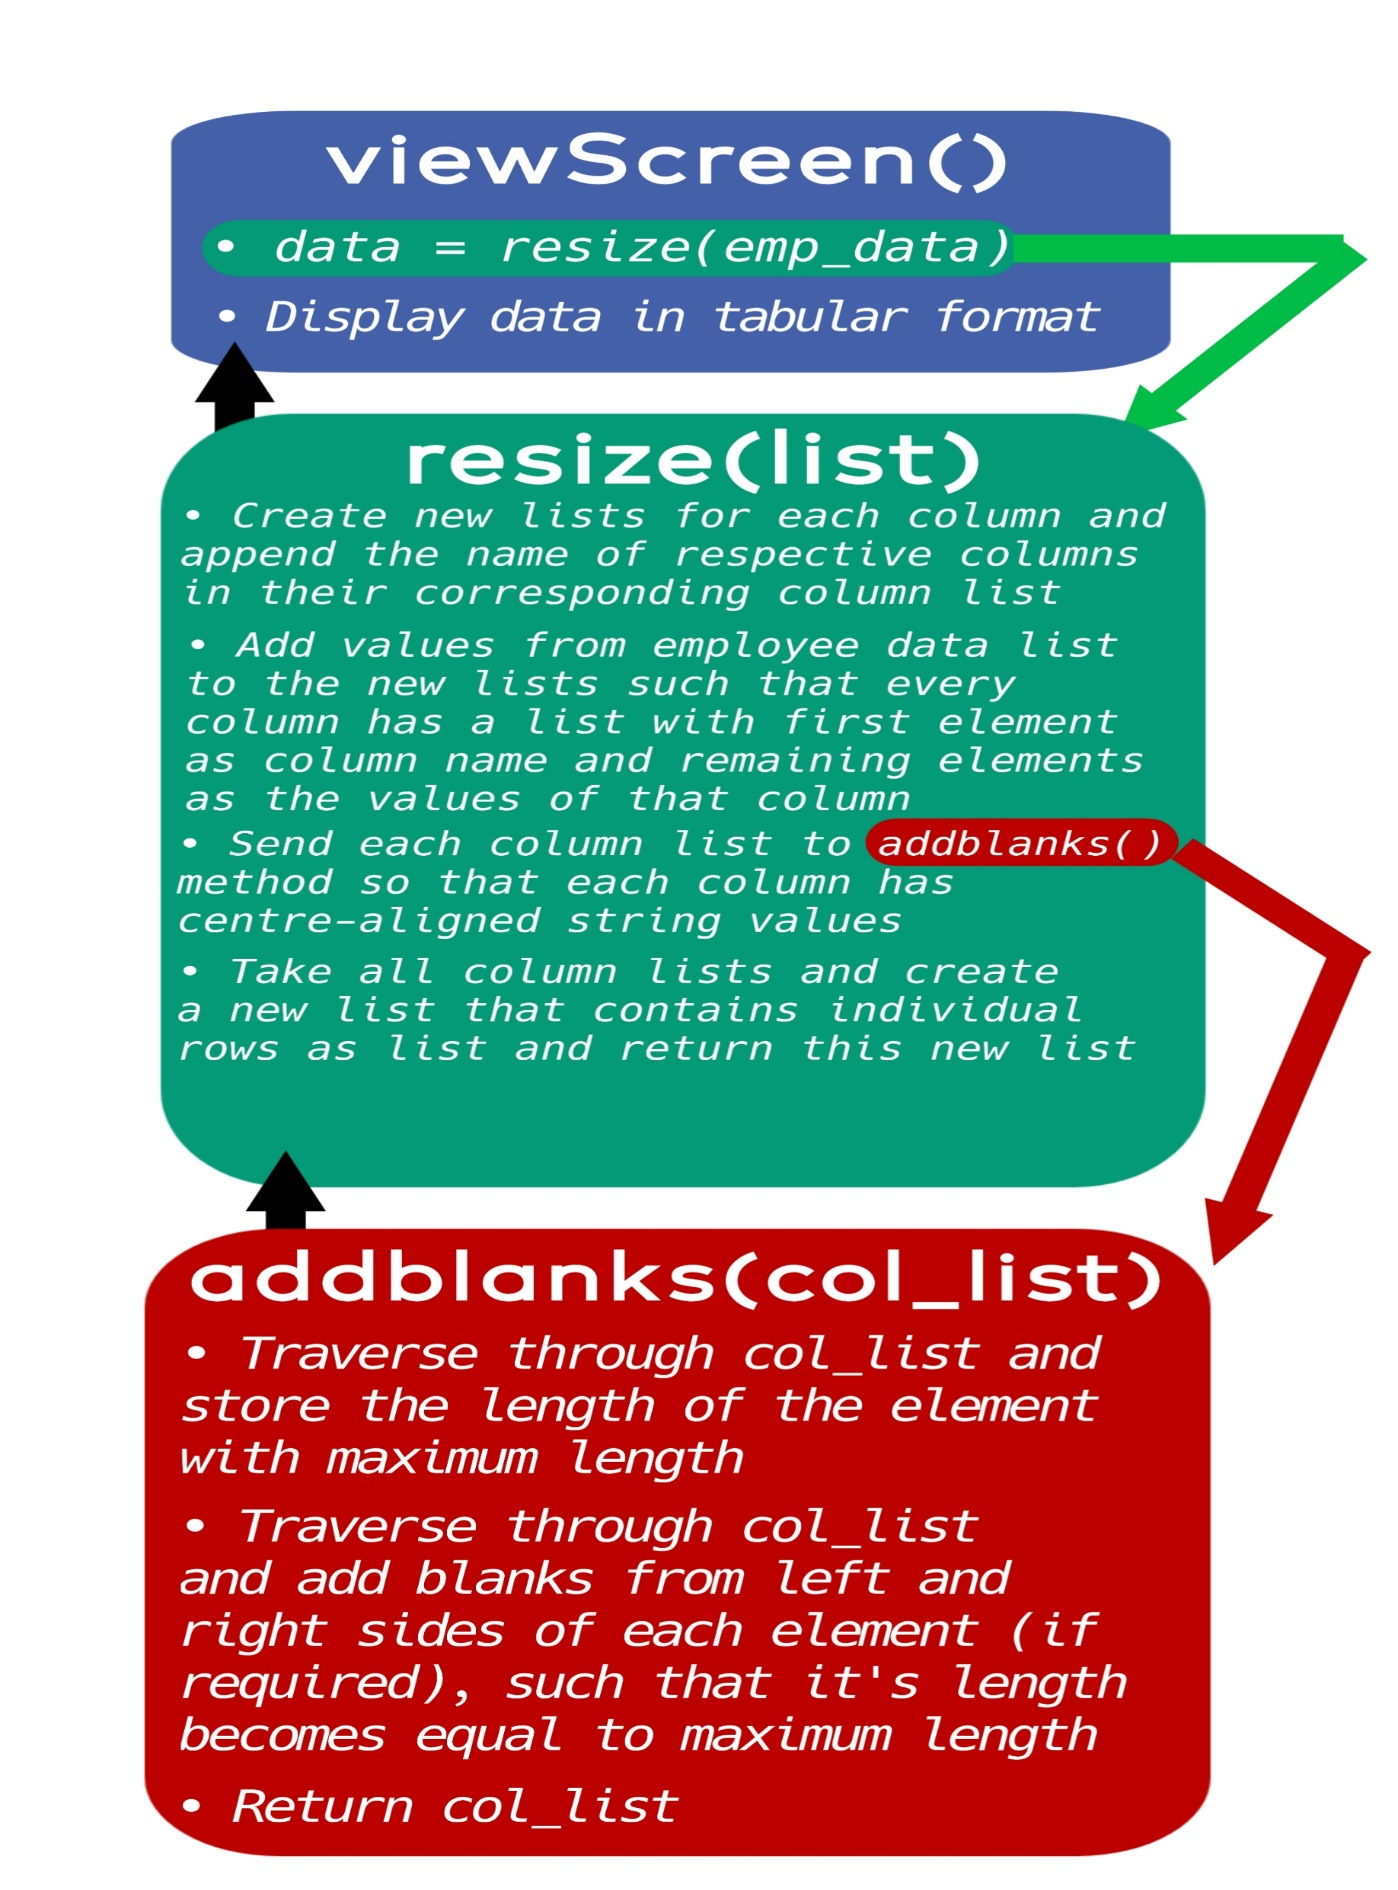 viewScreen()
• data = resize(emp_data)
• Display data in tabular format
resize(list)
• Create new lists for each column and
append the name of respective columns
in their corresponding column list
• Add values from employee data list
to the new lists such that every
column has a list with first element
as column name and remaining elements
as the values of that column
• Send each column list to addblanks()
method so that each column has
centre-aligned string values
• Take all column lists and create
a new list that contains individual
rows as list and return this new list
addblanks(col_list)
• Traverse through col_list and
store the length of the element
with maximum length
• Traverse through col_list
and add blanks from left and
right sides of each element (if
required), such that it's length
becomes equal to maximum length
• Return col_list